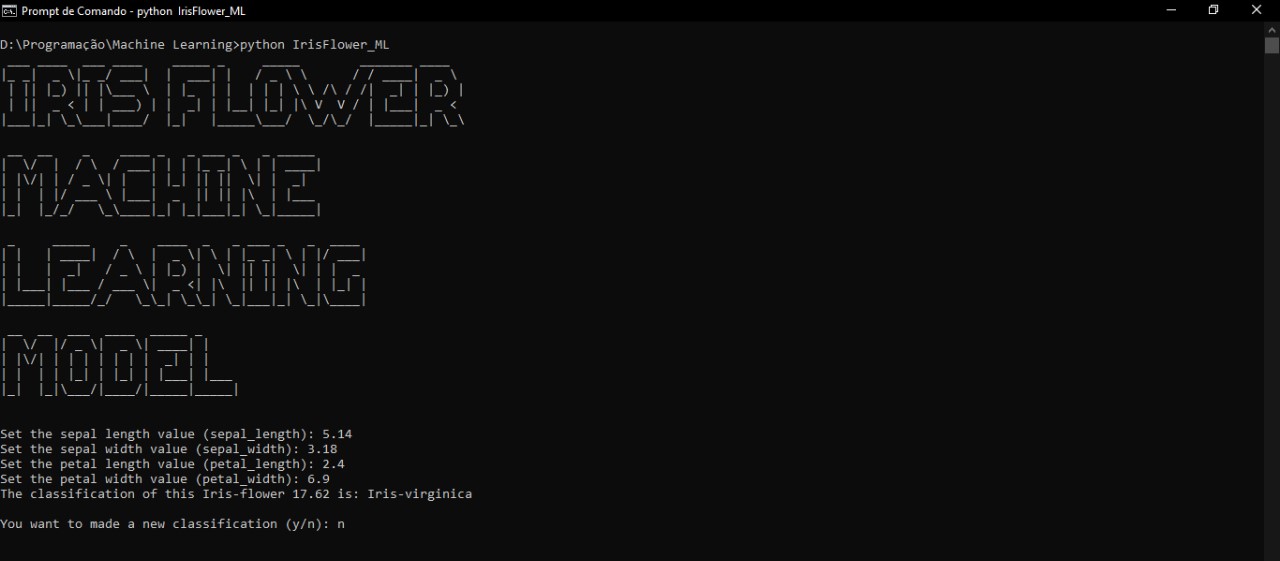 Prompt de Comando - python  IrisFlower_ML
D:\Programação\Machine Learning>python IrisFlower_ML
IRIS FLOWER
MACHINE
LEARNING
MODEL
Set the sepal length value (sepal_length): 5.14
Set the sepal width value (sepal_width): 3.18
Set the petal length value (petal_length): 2.4
Set the petal width value (petal_width): 6.9
The classification of this Iris-flower 17.62 is: Iris-virginica
You want to made a new classification (y/n): n